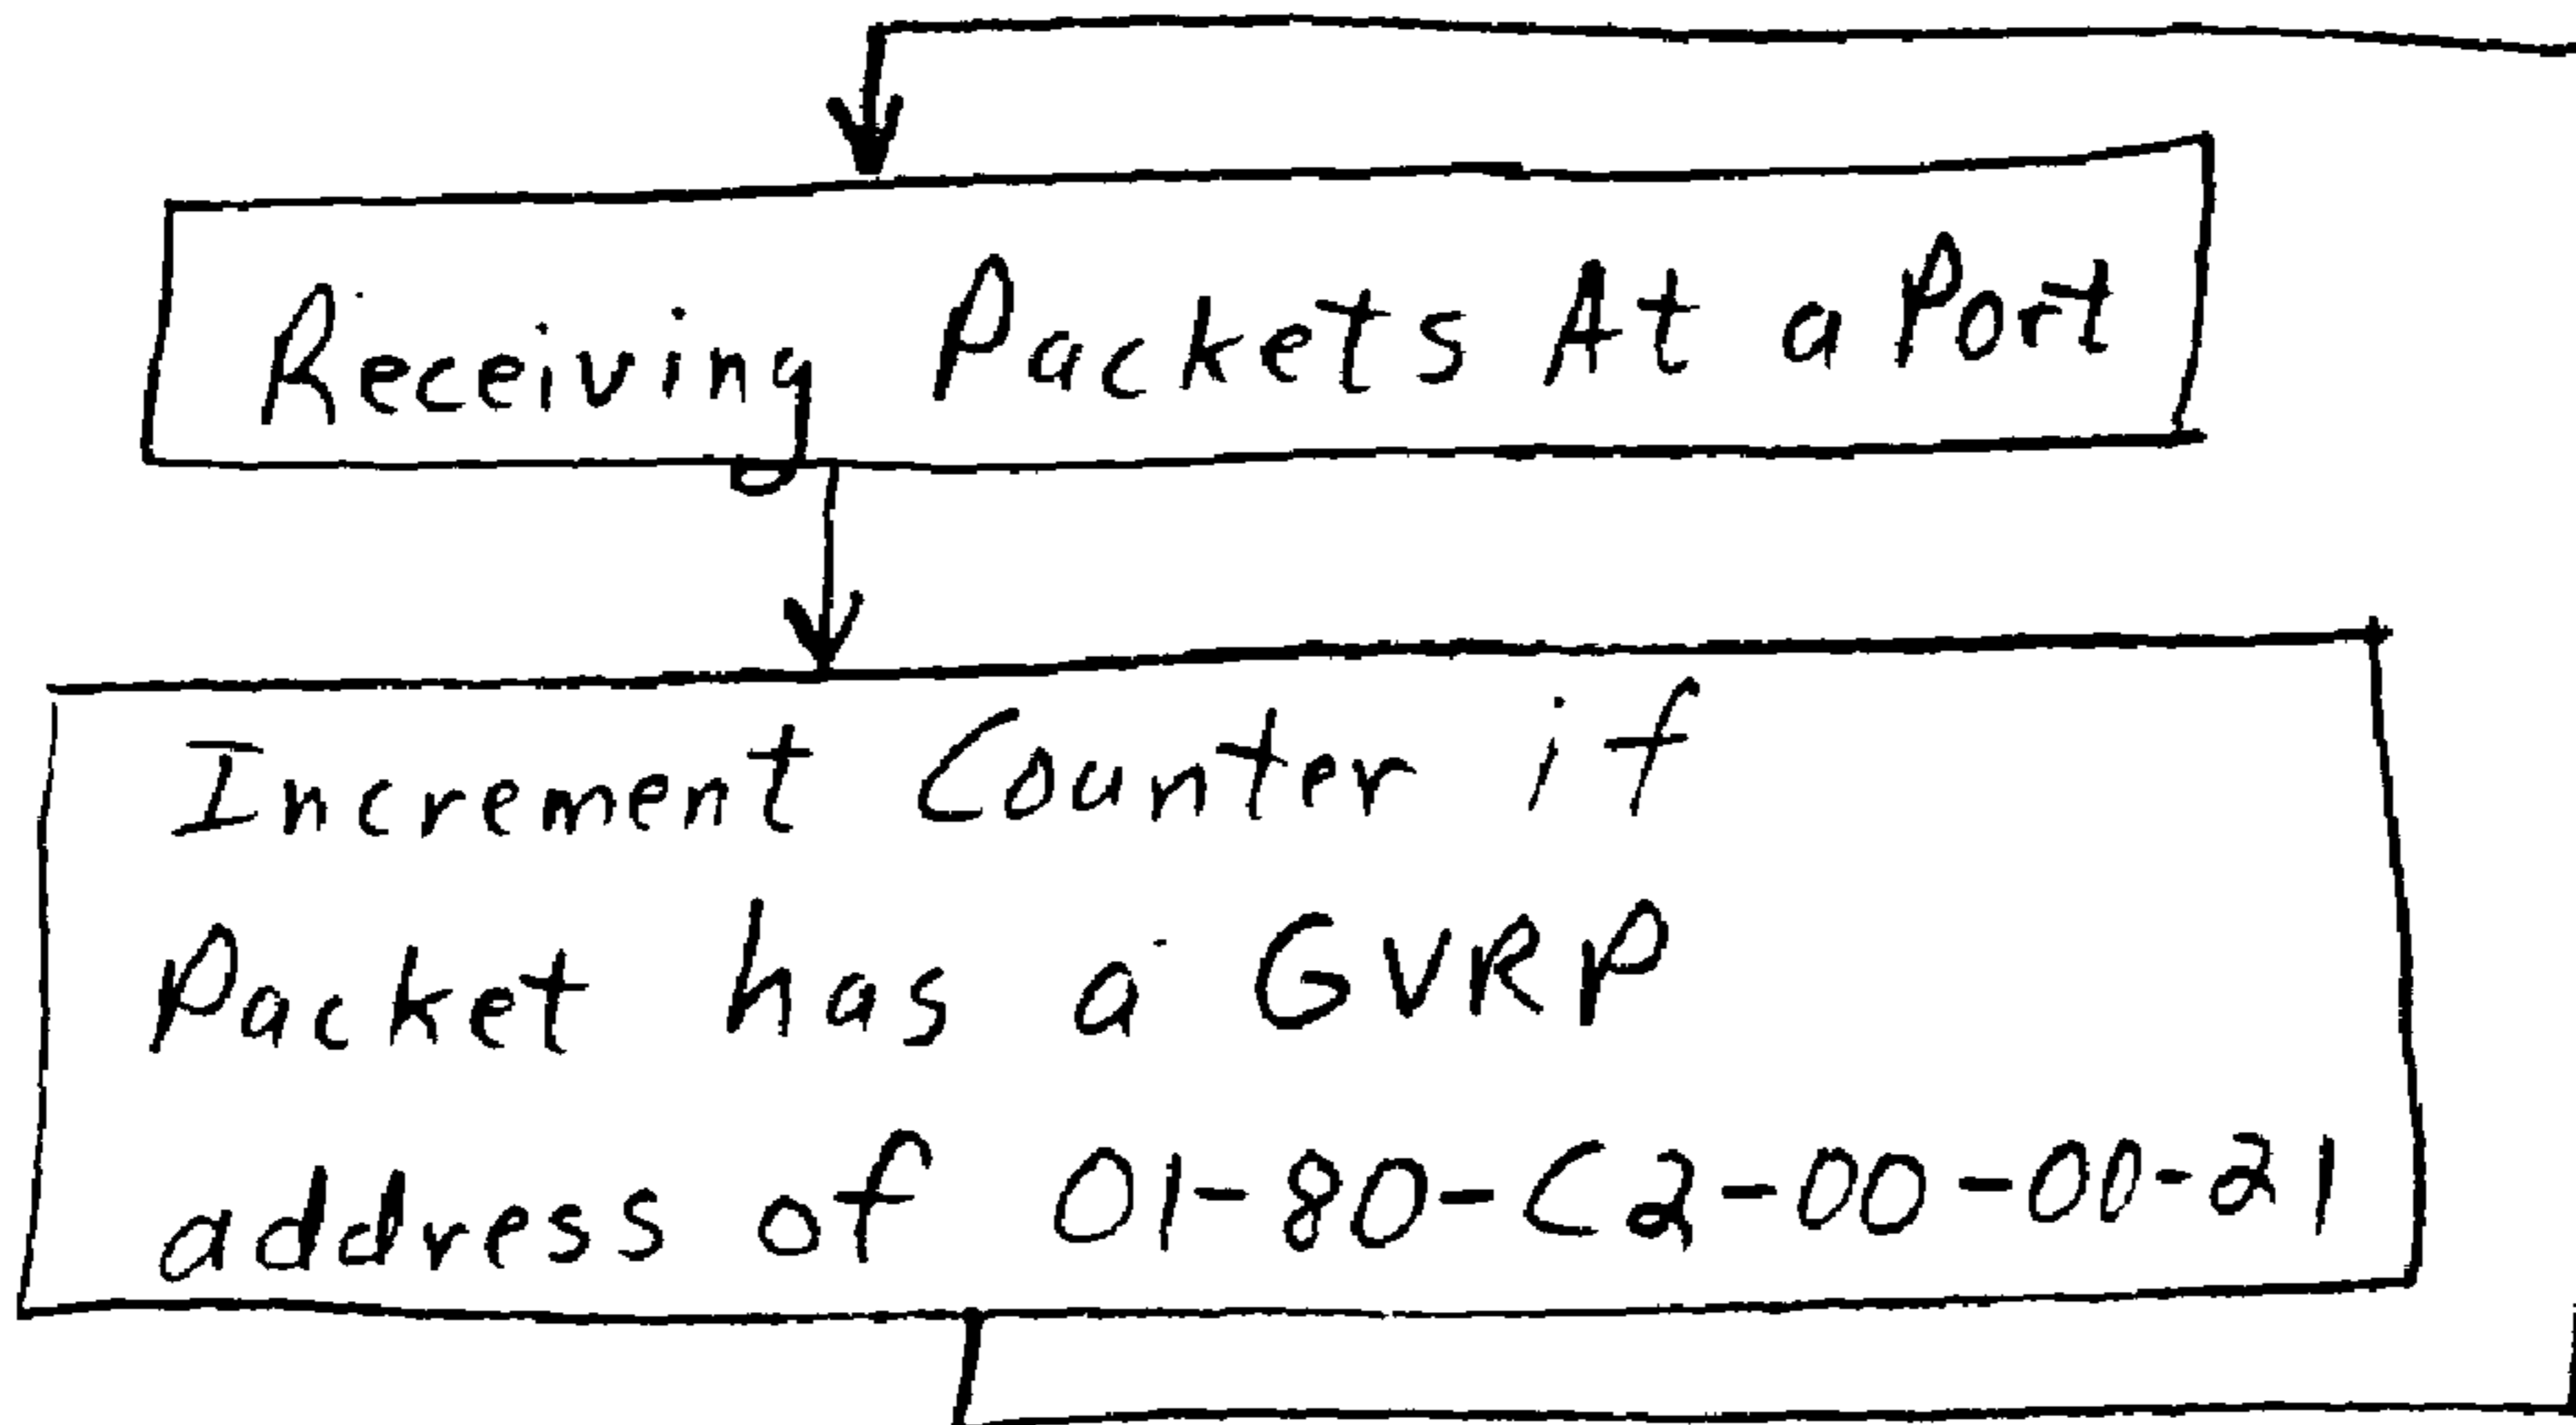 Receiving Packets At a Port
Increment Counter if
Packet has a GVRP
address of 01-80-C2-00-00-21